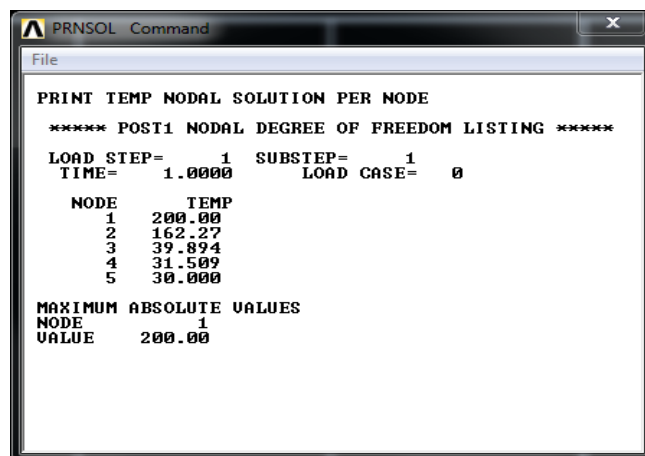 PRNSOL Command
File
PRINT TEMP NODAL SOLUTION PER NODE
***** POST1 NODAL DEGREE OF FREEDOM LISTING *****
LOAD STEP= 1 SUBSTEP= 1
TIME= 1.0000 LOAD CASE= 0
NODE TEMP
1 200.00
2 162.27
3 39.894
4 31.509
5 30.000
MAXIMUM ABSOLUTE VALUES
NODE 1
VALUE 200.00